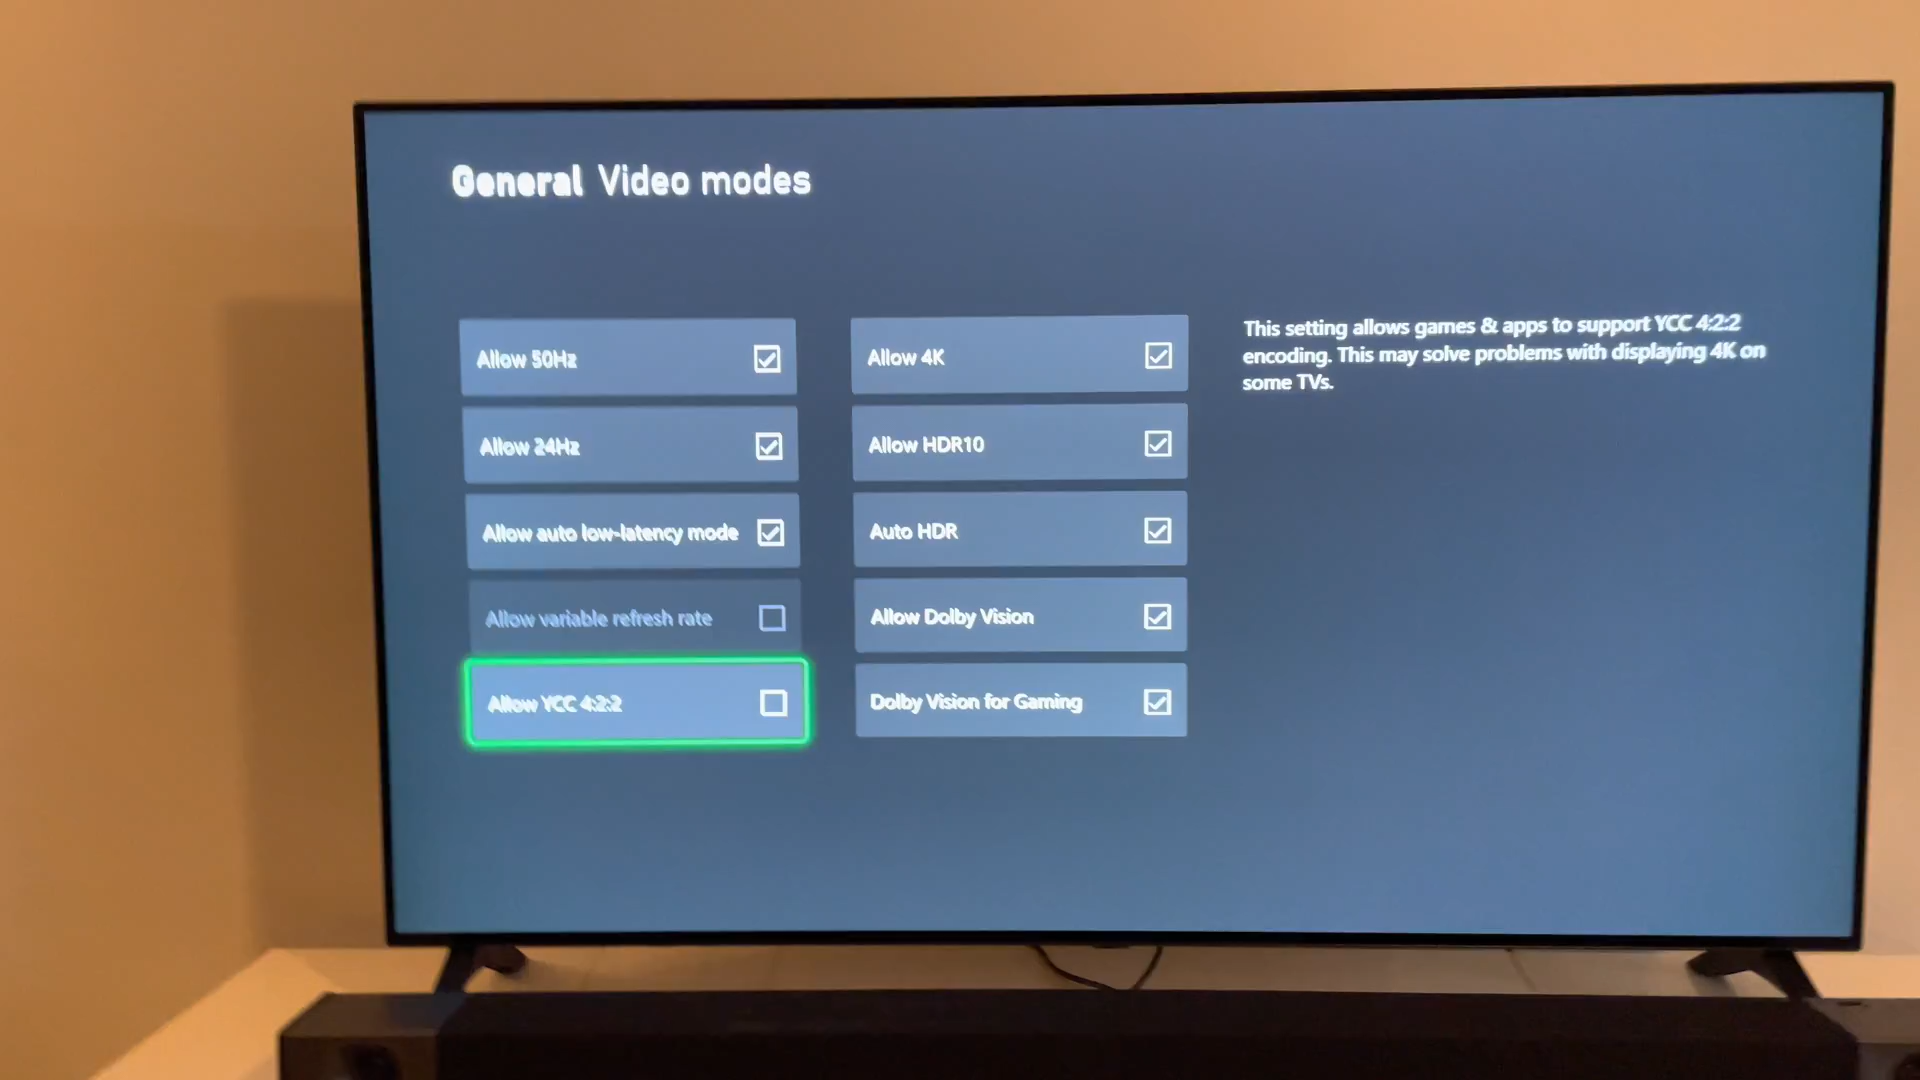 General Video modes
Allow 50Hz
Allow 24Hz
Allow auto low-latency mode
Allow variable refresh rate
Allow YCC 4:2:2
Allow 4K
Allow HDR10
Auto HDR
Allow Dolby Vision
Dolby Vision for Gaming
This setting allows games & apps to support YCC 4:2:2
encoding. This may solve problems with displaying 4K on
some TVs.